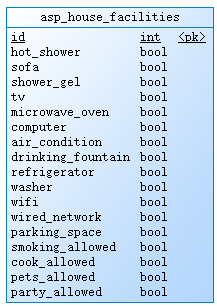 asp_house_facilities
id int <pk>
hot_shower bool
sofa bool
shower_gel bool
tv bool
microwave_oven bool
computer bool
air_condition bool
drinking_fountain bool
refrigerator bool
washer bool
wifi bool
wired_network bool
parking_space bool
smoking_allowed bool
cook_allowed bool
pets_allowed bool
party_allowed bool